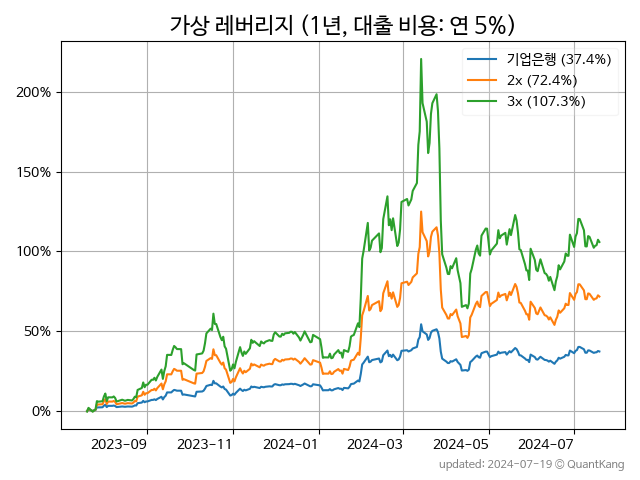 가상 레버리지 (1년, 대출 비용: 연 5%)
기업은행 (37.4%)
2x (72.4%)
3x (107.3%)
200%
150%
100%
50%
0%
2023-09 2023-11 2024-01 2024-03 2024-05 2024-07
updated: 2024-07-19 © QuantKang